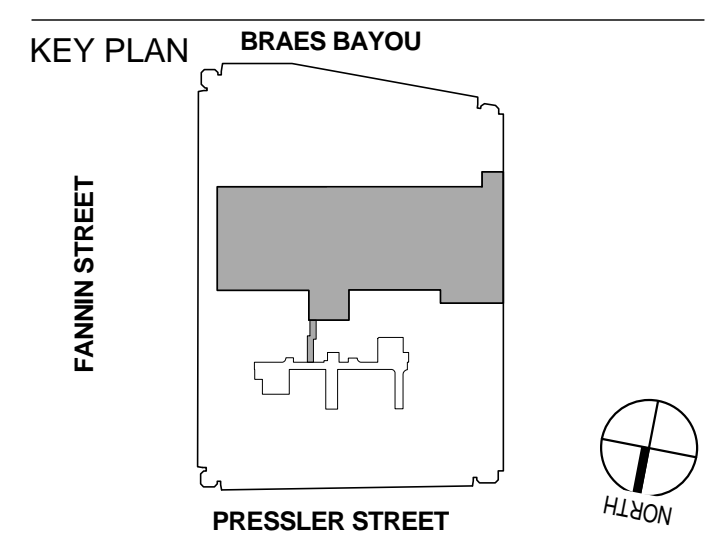 KEY PLAN
BRAES BAYOU
FANNIN STREET
NORTH
PRESSLER STREET